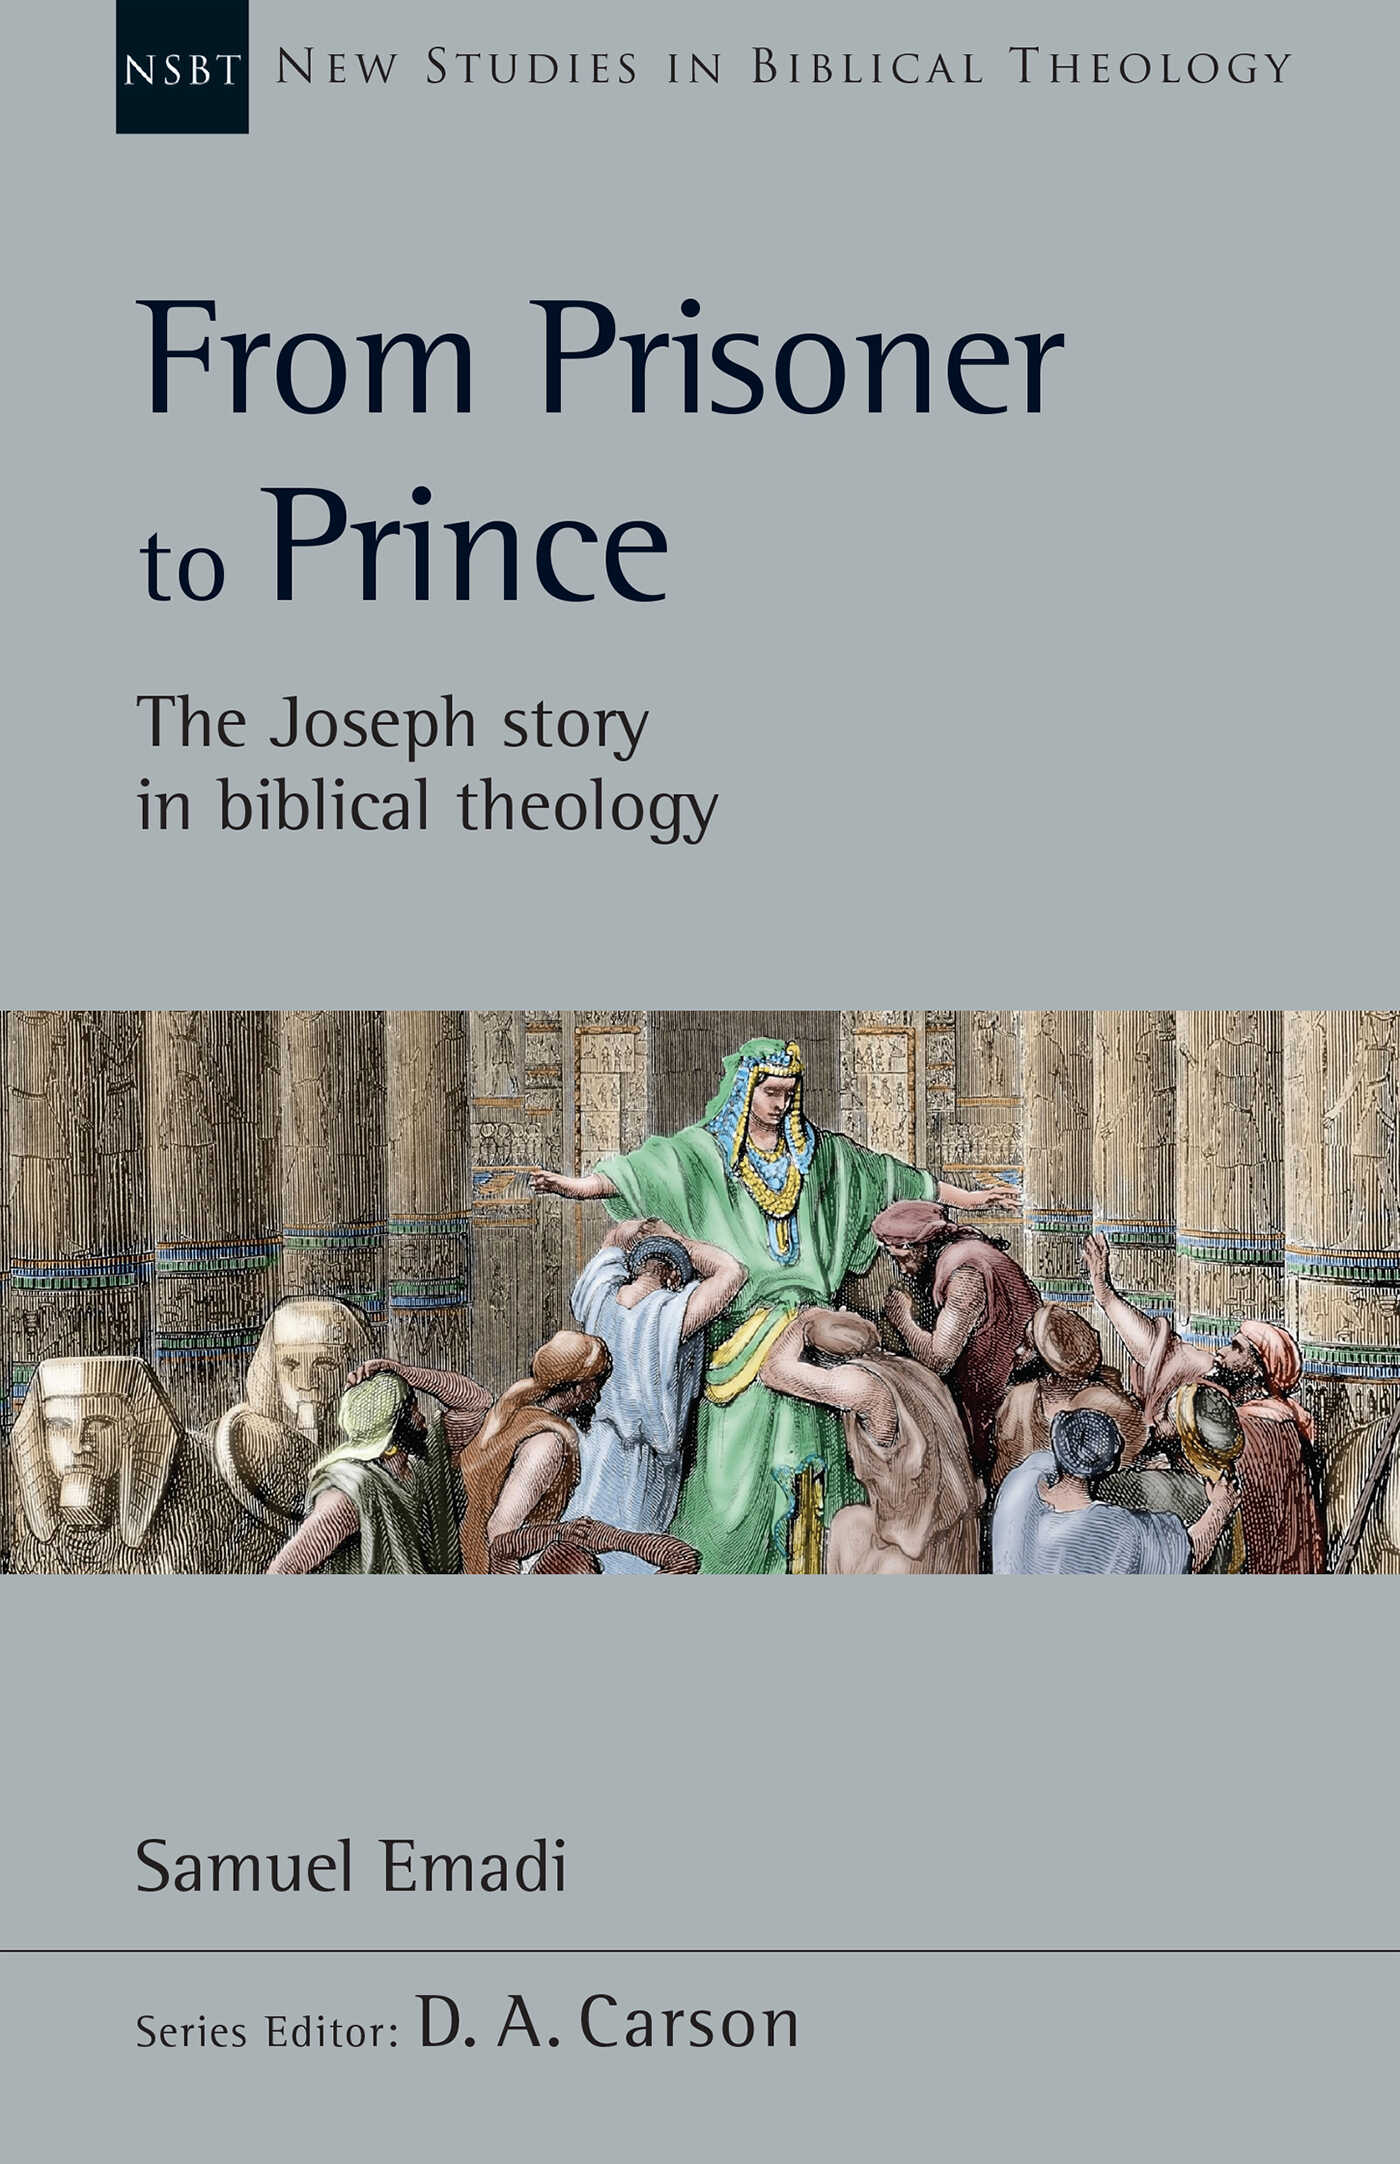 NSBT NEW STUDIES IN BIBLICAL THEOLOGY
From Prisoner
to Prince
The Joseph story
in biblical theology
Samuel Emadi
Series Editor: D. A. Carson